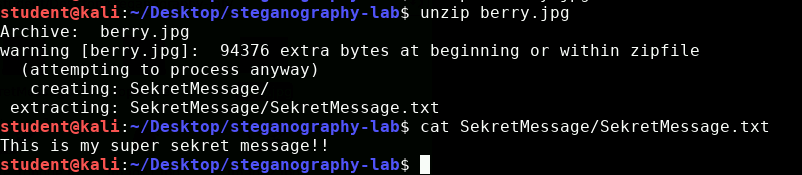 student@kali:~/Desktop/steganography-lab$ unzip berry.jpg
Archive:  berry.jpg
warning [berry.jpg]:  94376 extra bytes at beginning or within zipfile
  (attempting to process anyway)
   creating: SekretMessage/
 extracting: SekretMessage/SekretMessage.txt
student@kali:~/Desktop/steganography-lab$ cat SekretMessage/SekretMessage.txt
This is my super sekret message!!
student@kali:~/Desktop/steganography-lab$